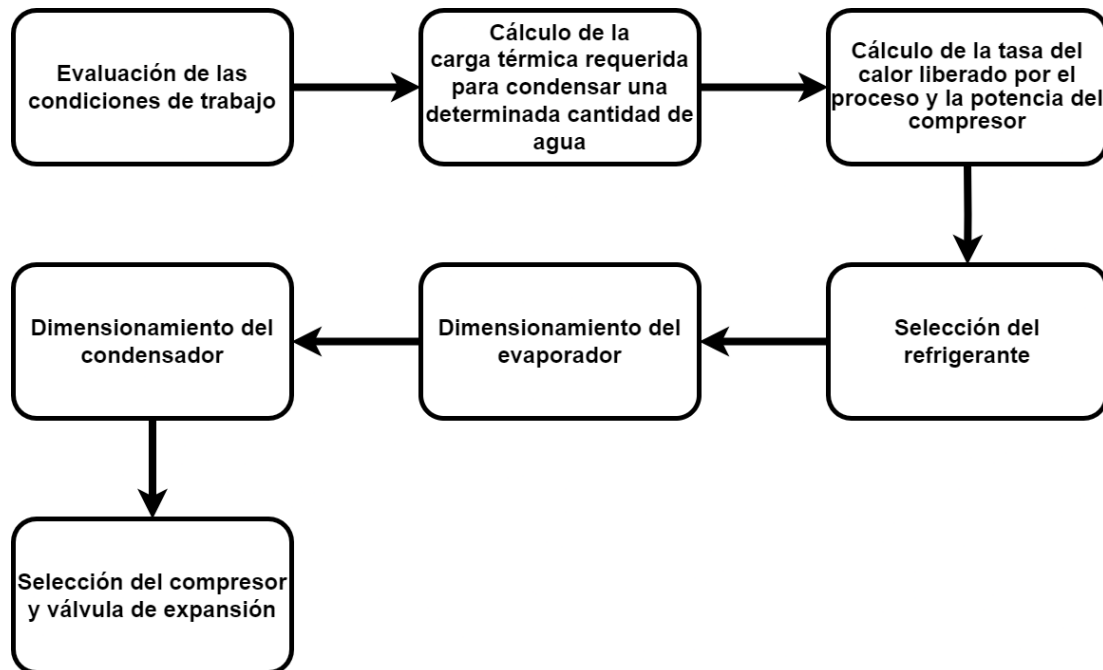 Evaluación de las
condiciones de trabajo
Cálculo de la
carga térmica requerida
para condensar una
determinada cantidad de
agua
Cálculo de la tasa del
calor liberado por el
proceso y la potencia del
compresor
Selección del
refrigerante
Dimensionamiento del
evaporador
Dimensionamiento del
condensador
Selección del compresor
y válvula de expansión